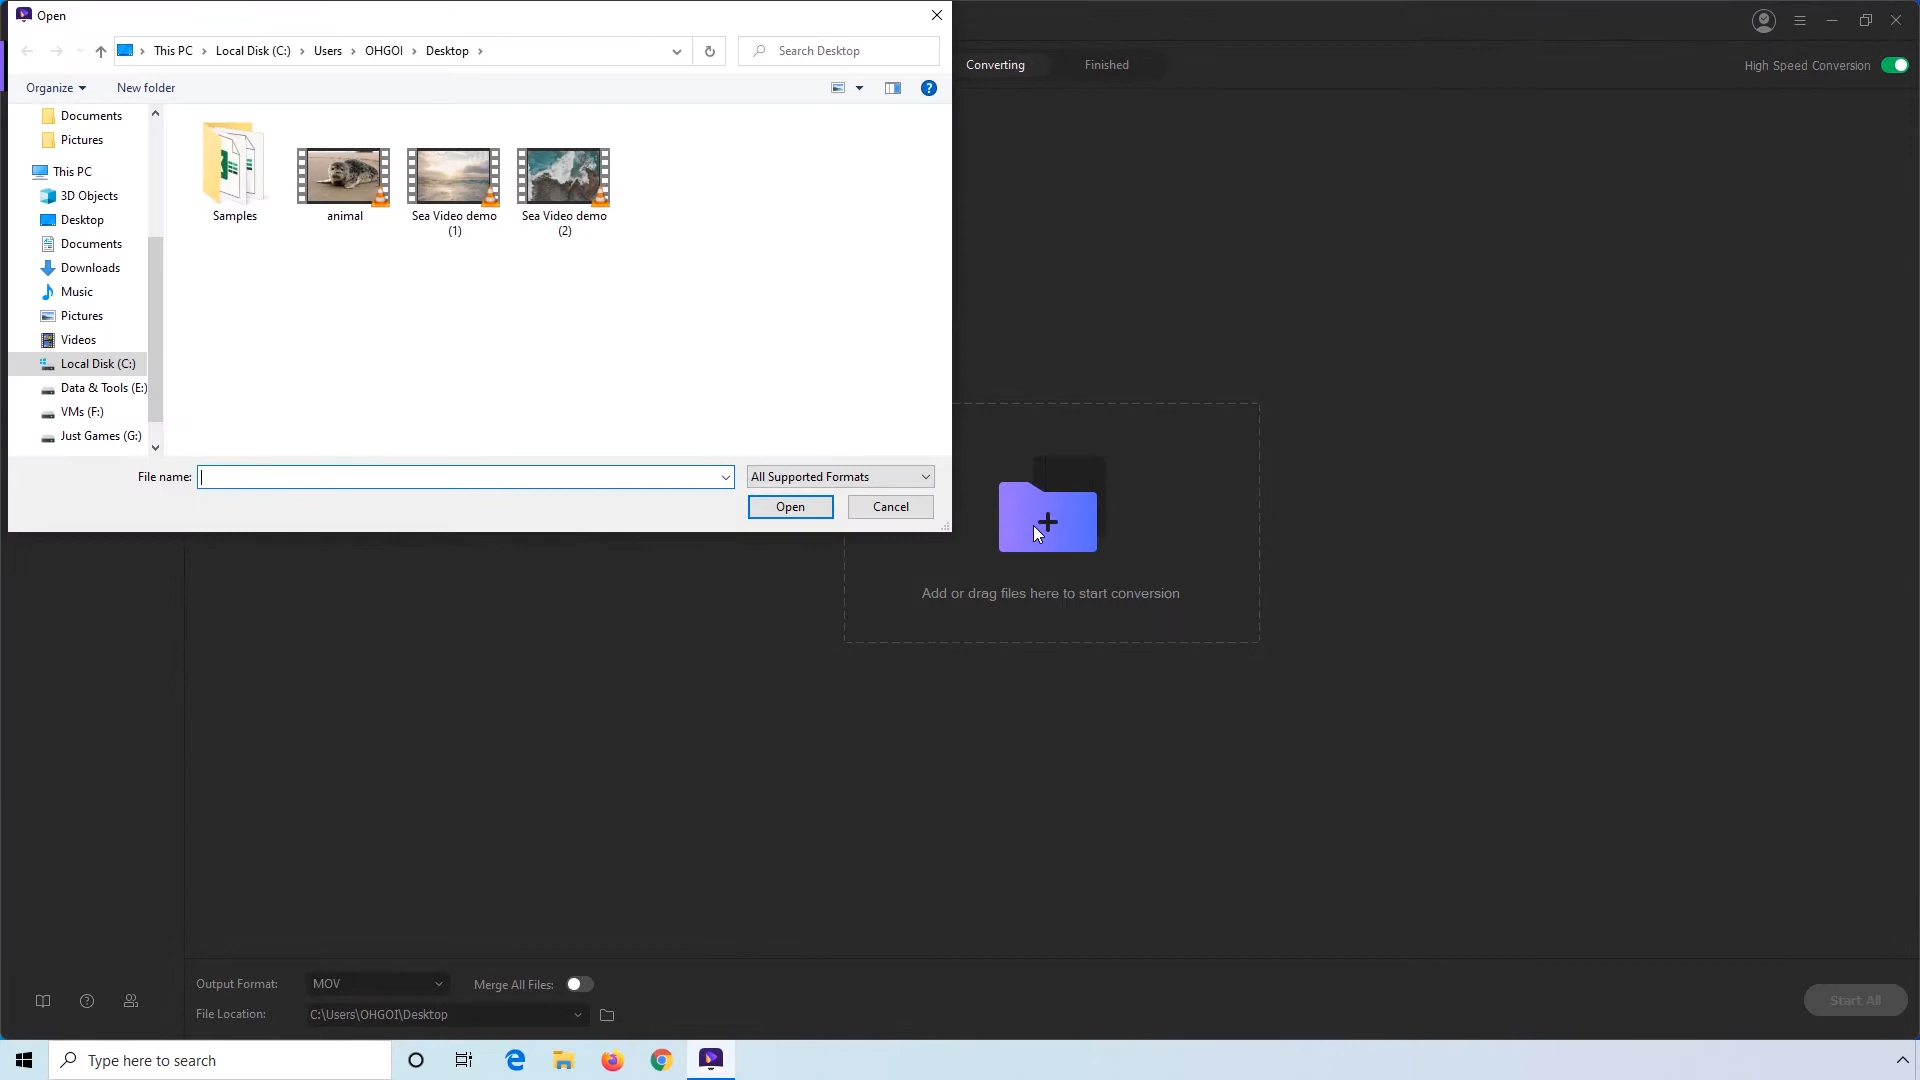 Open
This PC
Local Disk (C:)
Users
OHGOI
Desktop
Search Desktop
Organize
New folder
Documents
Pictures
This PC
3D Objects
Desktop
Documents
Downloads
Music
Pictures
Videos
Local Disk (C:)
Data & Tools (E:)
VMs (F:)
Just Games (G:)
Samples
animal
Sea Video demo
(1)
Sea Video demo
(2)
File name:
All Supported Formats
Open
Cancel
Converting
Finished
High Speed Conversion
Add or drag files here to start conversion
Output Format:
MOV
Merge All Files:
File Location:
C:\Users\OHGOI\Desktop
Start All
Type here to search